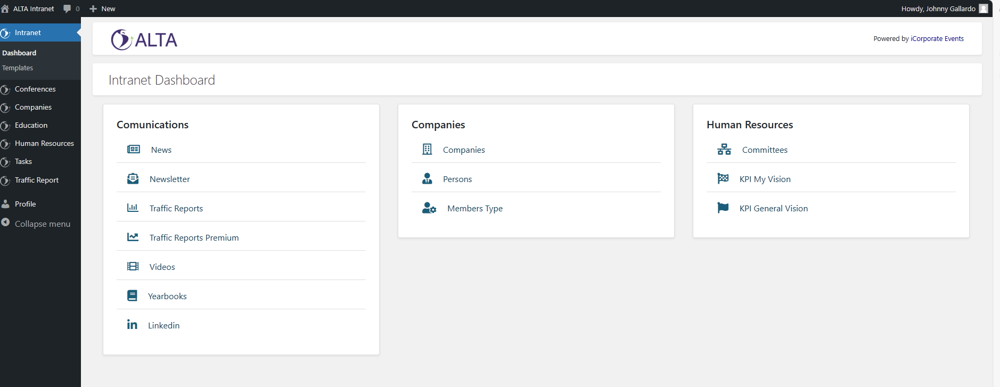 ALTA Intranet 0 New
Howdy, Johnny Gallardo
Intranet
Dashboard
Templates
Conferences
Companies
Education
Human Resources
Tasks
Traffic Report
Profile
Collapse menu
ALTA
Powered by iCorporate Events
Intranet Dashboard
Comunications
News
Newsletter
Traffic Reports
Traffic Reports Premium
Videos
Yearbooks
Linkedin
Companies
Companies
Persons
Members Type
Human Resources
Committees
KPI My Vision
KPI General Vision